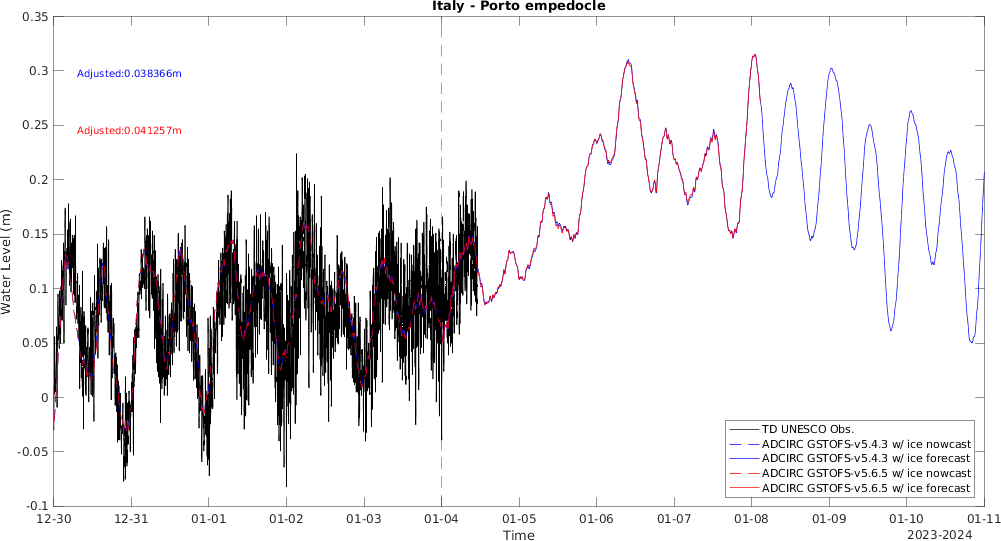 Italy - Porto empedocle
0.35
0.3
0.25
0.2
0.15
0.1
0.05
0
-0.05
-0.1
Water Level (m)
Adjusted:0.038366m
Adjusted:0.041257m
TD UNESCO Obs.
ADCIRC GSTOFS-v5.4.3 w/ ice nowcast
ADCIRC GSTOFS-v5.4.3 w/ ice forecast
ADCIRC GSTOFS-v5.6.5 w/ ice nowcast
ADCIRC GSTOFS-v5.6.5 w/ ice forecast
12-30 12-31 01-01 01-02 01-03 01-04 01-05 01-06 01-07 01-08 01-09 01-10 01-11
Time
2023-2024